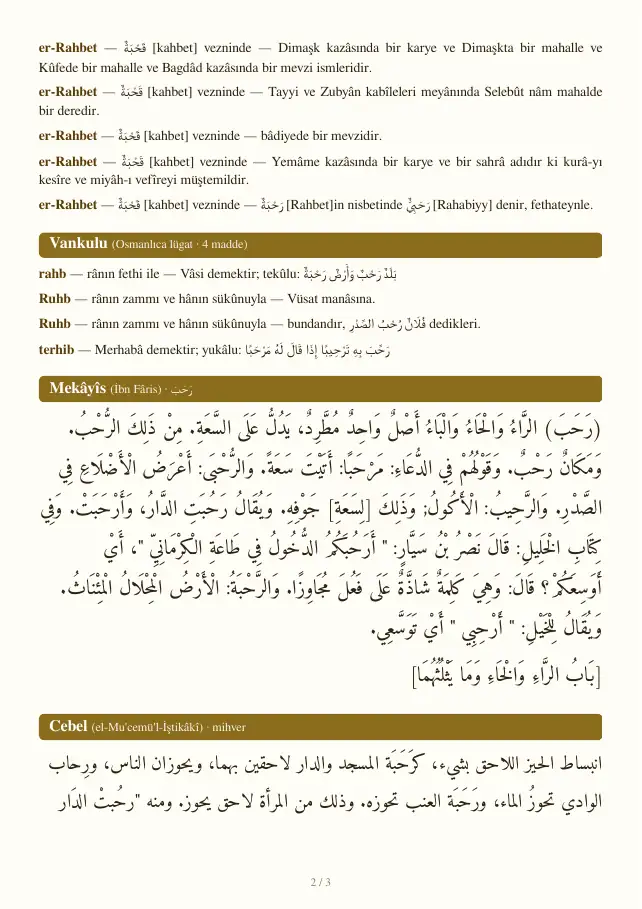 er-Rahbet — قَحْبَةٌ [kahbet] vezninde — Dimaşk kazâsında bir karye ve Dimaşkta bir mahalle ve
Kûfede bir mahalle ve Bagdâd kazâsında bir mevzi ismleridir.
er-Rahbet — قَحْبَةٌ [kahbet] vezninde — Tayyi ve Zubyân kabîleleri meyânında Selebût nâm mahalde
bir deredir.
er-Rahbet — قَحْبَةٌ [kahbet] vezninde — bâdiyede bir mevzidir.
er-Rahbet — قَحْبَةٌ [kahbet] vezninde — Yemâme kazâsında bir karye ve bir sahrâ adıdır ki kurâ-yı
kesîre ve miyâh-ı vefîreyi müştemildir.
er-Rahbet — قَحْبَةٌ [kahbet] vezninde — رَحْبَةٌ [Rahbet]in nisbetinde رَحَبِيٌّ [Rahabiyy] denir, fethateynle.
Vankulu (Osmanlıca lügat · 4 madde)
rahb — rânın fethi ile — Vâsi demektir; tekûlu: بَلَدٌ رَحْبٌ وَأَرْضٌ رَحْبَةٌ
Ruhb — rânın zammı ve hânın sükûnuyla — Vüsat manâsına.
Ruhb — rânın zammı ve hânın sükûnuyla — bundandır, فُلَانٌ رُحْبُ الصَّدْرِ dedikleri.
terhib — Merhabâ demektir; yukâlu: رَحَّبَ بِهِ تَرْحِيبًا إِذَا قَالَ لَهُ مَرْحَبًا
Mekâyîs (İbn Fâris) · رَحَبَ
(رَحَبَ) الرَّاءُ وَالْحَاءُ وَالْبَاءُ أَصْلٌ وَاحِدٌ مُطَّرِدٌ، يَدُلُّ عَلَى السَّعَةِ. مِنْ ذَلِكَ الرُّحْبُ.
وَمَكَانٌ رَحْبٌ. وَقَوْلُهُمْ فِي الدُّعَاءِ: مَرْحَبًا: أَتَيْتَ سَعَةً. وَالرُّحْبَى: أَعْرَضُ الْأَضْلَاعِ فِي
الصَّدْرِ. وَالرَّحِيبُ: الْأَكُولُ; وَذَلِكَ [لِسَعَةِ] جَوْفِهِ. وَيُقَالُ رَحُبَتِ الدَّارُ، وَأَرْحَبَتْ. وَفِي
كِتَابِ الْخَلِيلِ: قَالَ نَصْرُ بْنُ سَيَّارٍ: " أَرَحُبَكُمُ الدُّخُولُ فِي طَاعَةِ الْكِرْمَانِيِّ "، أَيْ
أَوَسِعَكُمْ؟ قَالَ: وَهِيَ كَلِمَةٌ شَاذَّةٌ عَلَى فَعُلَ مُجَاوِزًا. وَالرَّحْبَةُ: الْأَرْضُ الْمِحْلَالُ الْمِئْنَاثُ.
وَيُقَالُ لِلْخَيْلِ: " أَرْحِبِي " أَيْ تَوَسَّعِي.
[بَابُ الرَّاءِ وَالْخَاءِ وَمَا يَثْلُثُهُمَا]
Cebel (el-Mu'cemü'l-İştikâkî) · mihver
انبساط الحيز اللاحق بشيء، كرَحَبَة المسجد والدار لاحقين بهما، ويحوزان الناس، ورِحاب
الوادي تحوزُ الماء، ورَحَبَة العنب تحوزه. وذلك من المرأة لاحق يحوز. ومنه "رحُبتْ الدَار
2 / 3